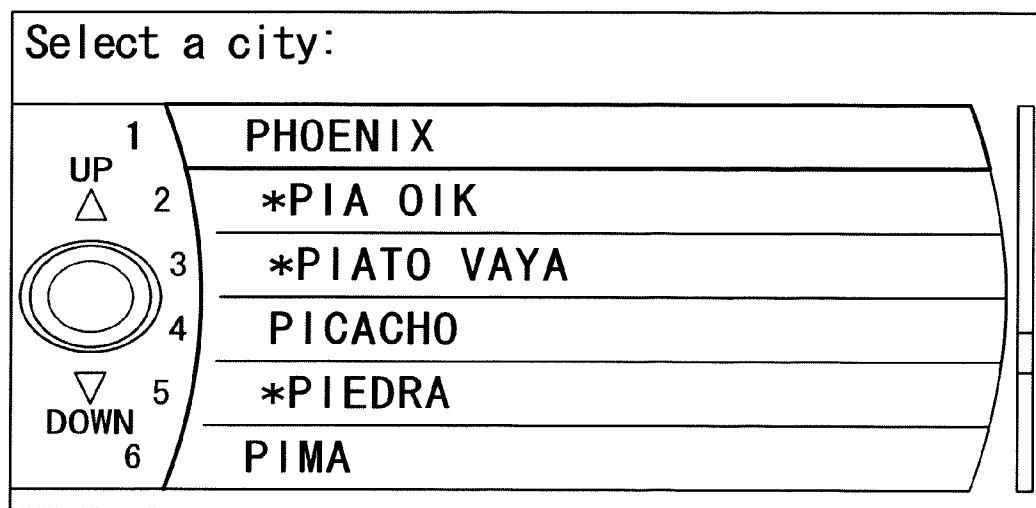 Select a city:
1 PHOENIX
UP
2 *PIA OIK
3 *PIATO VAYA
4 PICACHO
5 *PIEDRA
DOWN
6 PIMA